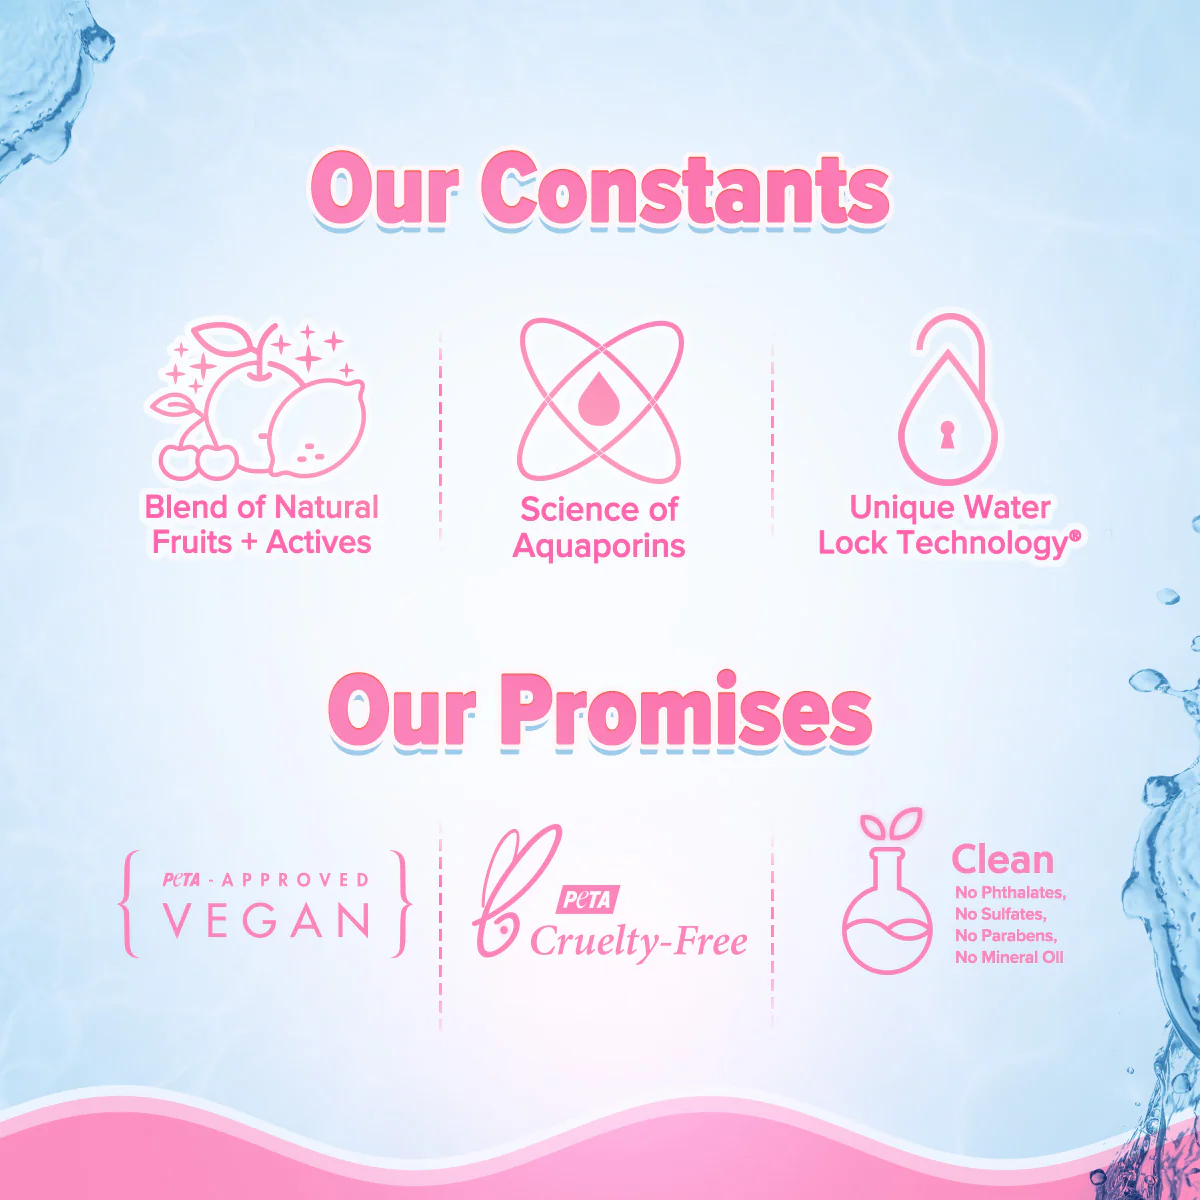 Our Constants
Blend of Natural
Fruits + Actives
Science of
Aquaporins
Unique Water
Lock Technology®
Our Promises
PeTA - APPROVED
VEGAN
PeTA
Cruelty-Free
Clean
No Phthalates,
No Sulfates,
No Parabens,
No Mineral Oil